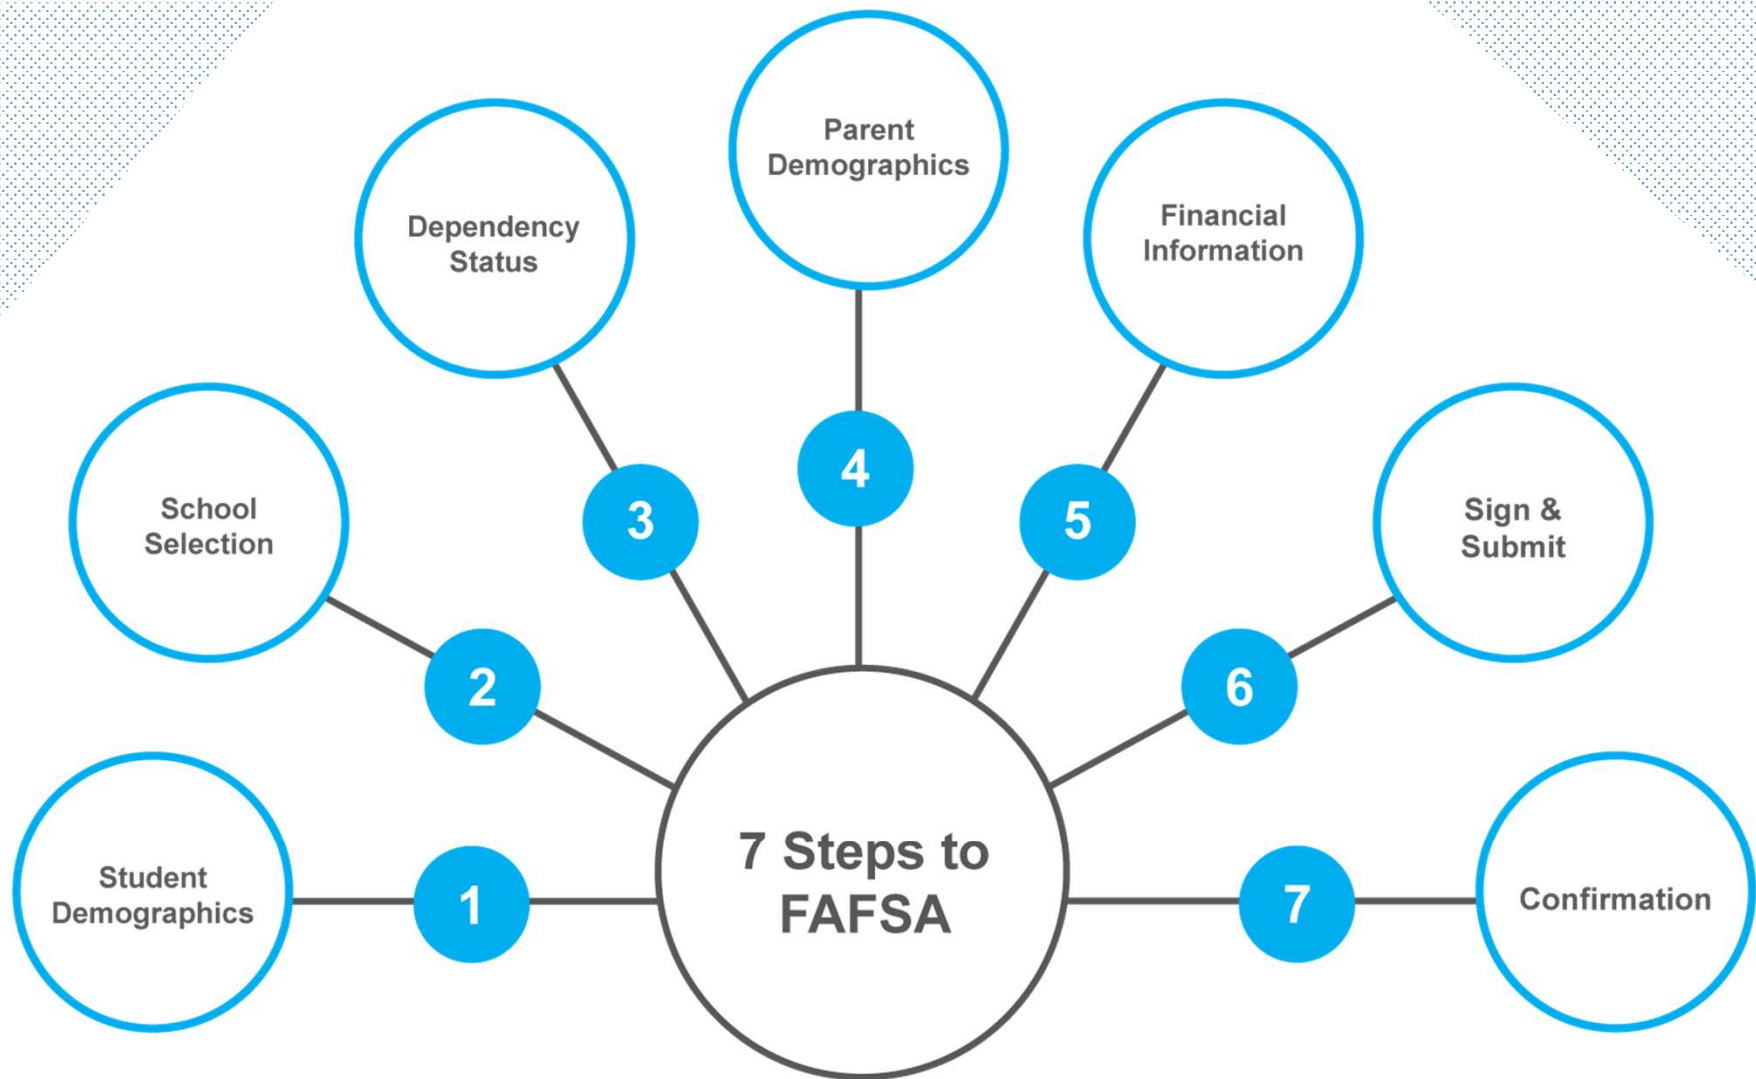 7 Steps to
FAFSA
1
Student
Demographics
2
School
Selection
3
Dependency
Status
4
Parent
Demographics
5
Financial
Information
6
Sign &
Submit
7
Confirmation